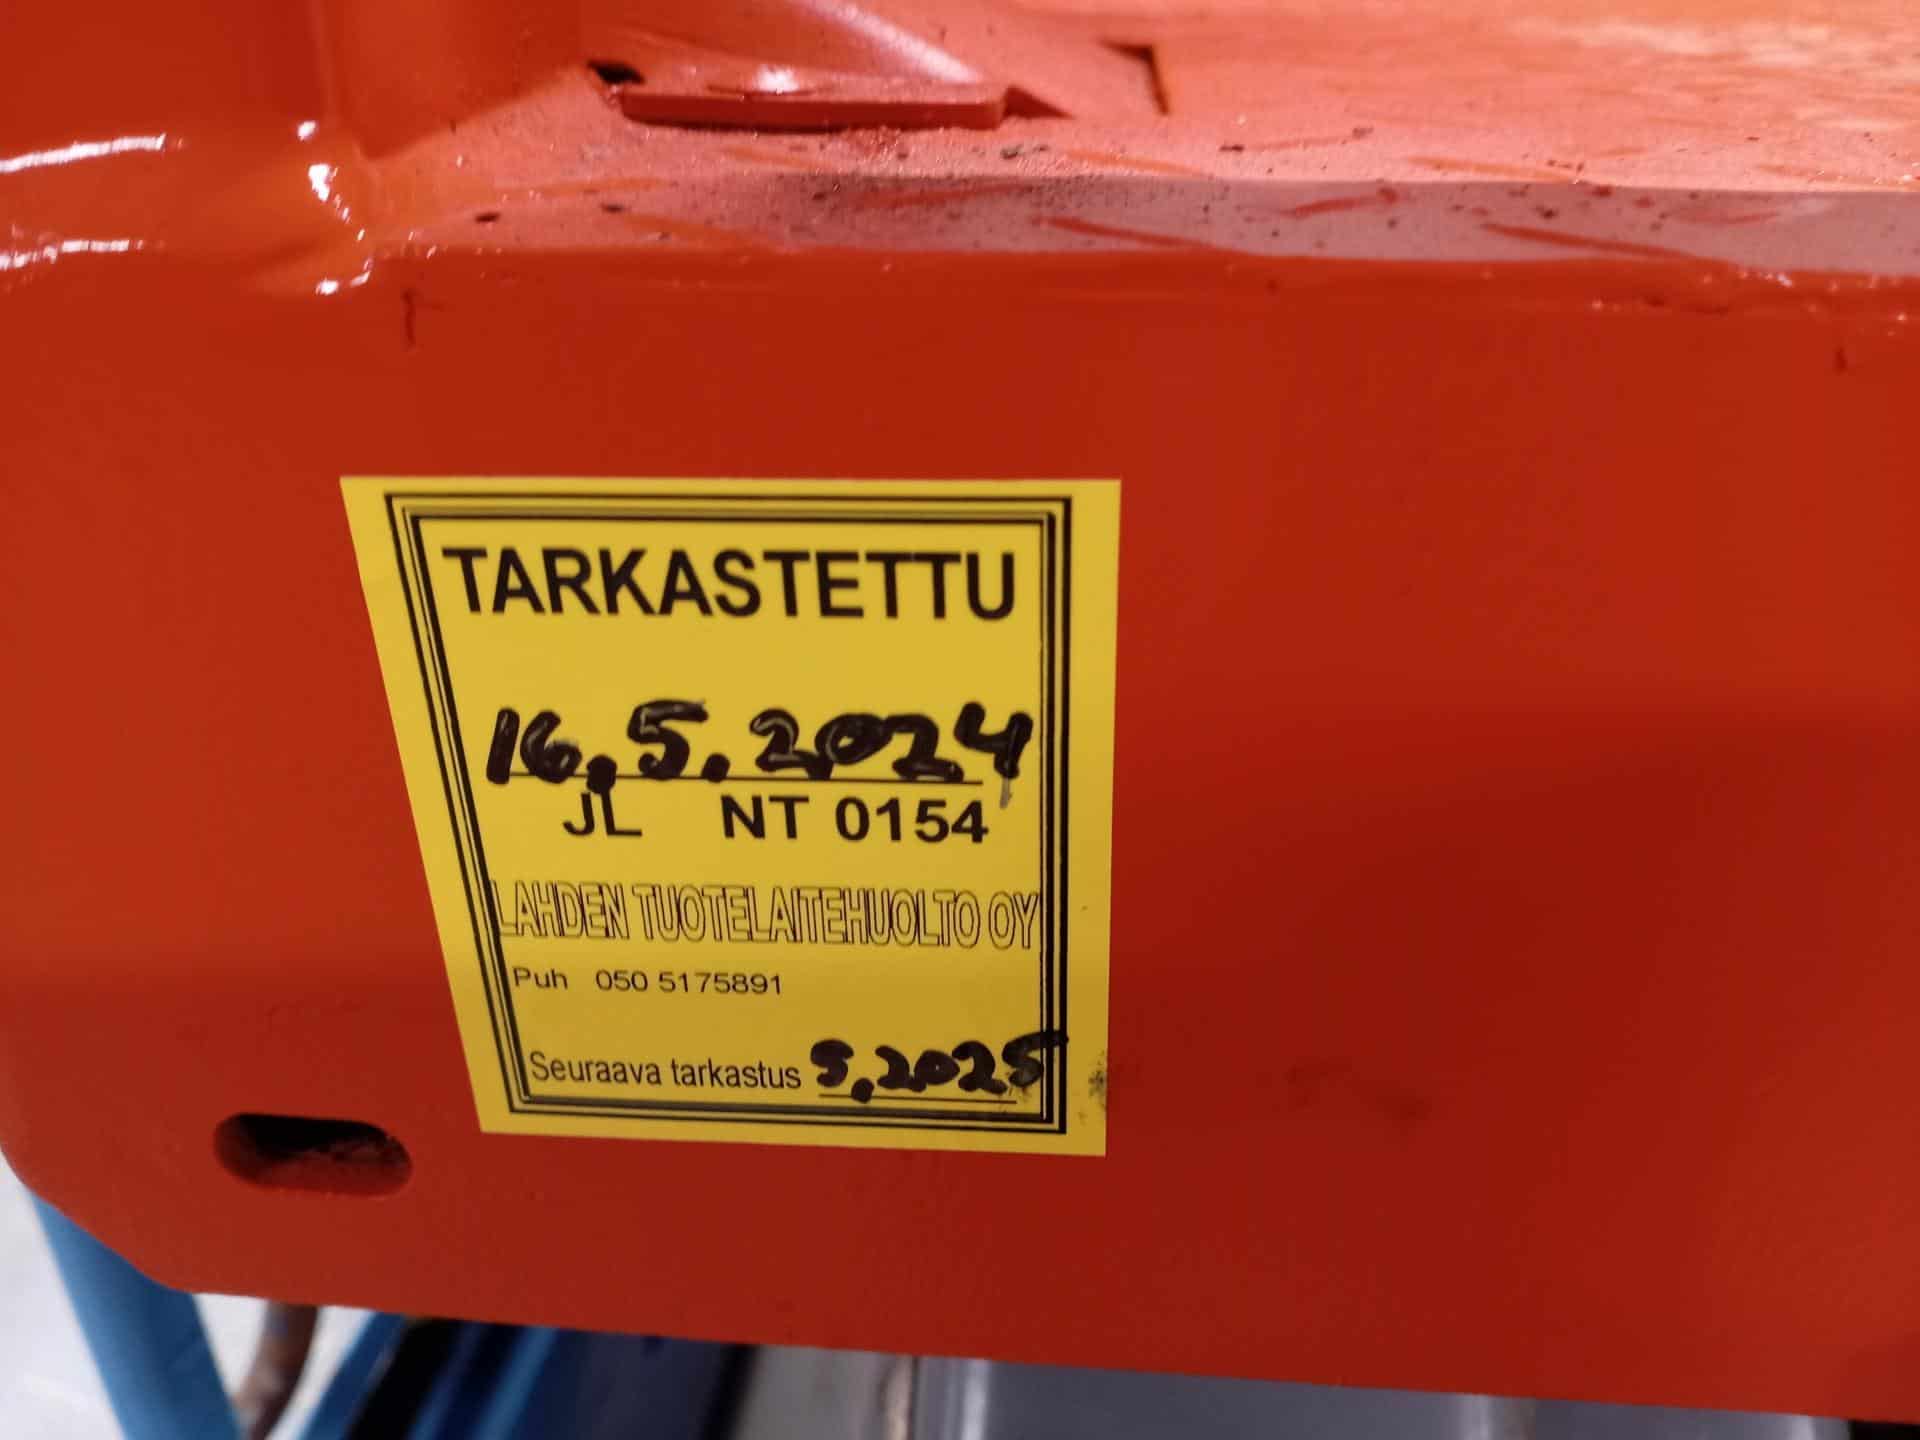 TARKASTETTU
16.5.2024
JL NT 0154
LAHDEN TUOTELAITEHUOLTO OY
Puh 050 5175891
Seuraava tarkastus 5.2025